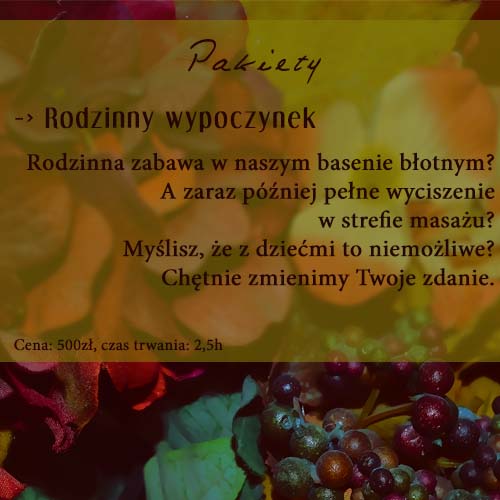 Pakiety
-> Rodzinny wypoczynek
Rodzinna zabawa w naszym basenie błotnym?
A zaraz później pełne wyciszenie
w strefie masażu?
Myślisz, że z dziećmi to niemożliwe?
Chętnie zmienimy Twoje zdanie.
Cena: 500zł, czas trwania: 2,5h